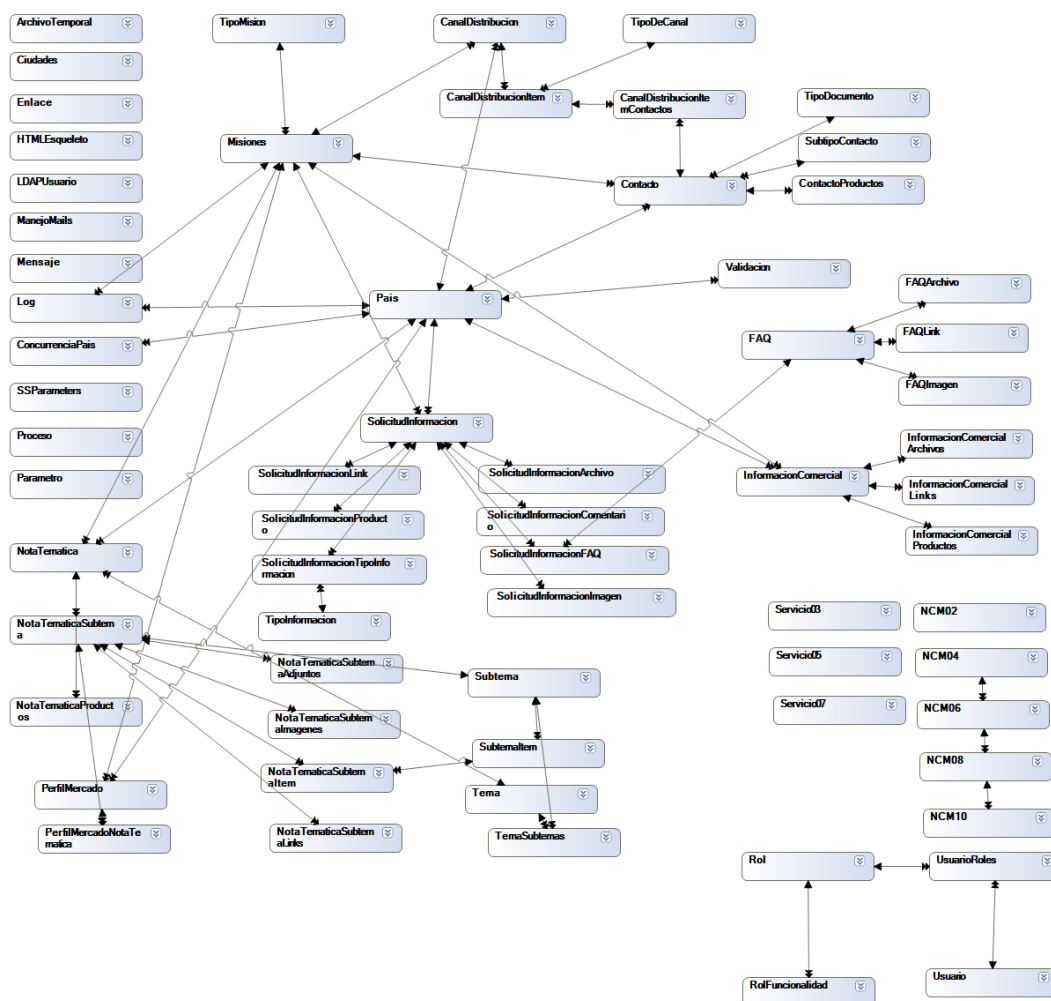 ArchivoTemporal
TipoMision
CanalDistribucion
TipoDeCanal
Ciudades
Enlace
CanalDistribucionItem
CanalDistribucionIte
mContactos
TipoDocumento
HTMLEsqueleto
Misiones
SubtipoContacto
LDAPUsuario
Contacto
ContactoProductos
ManejoMails
Mensaje
Validacion
Log
Pais
FAQArchivo
ConcurrenciaPais
FAQ
FAQLink
SSParameters
FAQImagen
Proceso
SolicitudInformacion
InformacionComercial
Archivos
Parametro
SolicitudInformacionLink
SolicitudInformacionArchivo
InformacionComercial
InformacionComercial
Links
SolicitudInformacionProduct
o
SolicitudInformacionComentar
io
InformacionComercial
Productos
NotaTematica
SolicitudInformacionTipoInfo
rmacion
SolicitudInformacionFAQ
SolicitudInformacionImagen
NotaTematicaSubtem
a
TipoInformacion
Servicio03
NCM02
NotaTematicaSubtem
aAdjuntos
Subtema
Servicio05
NCM04
NotaTematicaProduct
os
NotaTematicaSubtem
aImagenes
Servicio07
NCM06
SubtemaItem
NotaTematicaSubtem
aItem
NCM08
PerfilMercado
Tema
NCM10
PerfilMercadoNotaTe
matica
NotaTematicaSubtem
aLinks
TemaSubtemas
Rol
UsuarioRoles
RolFuncionalidad
Usuario